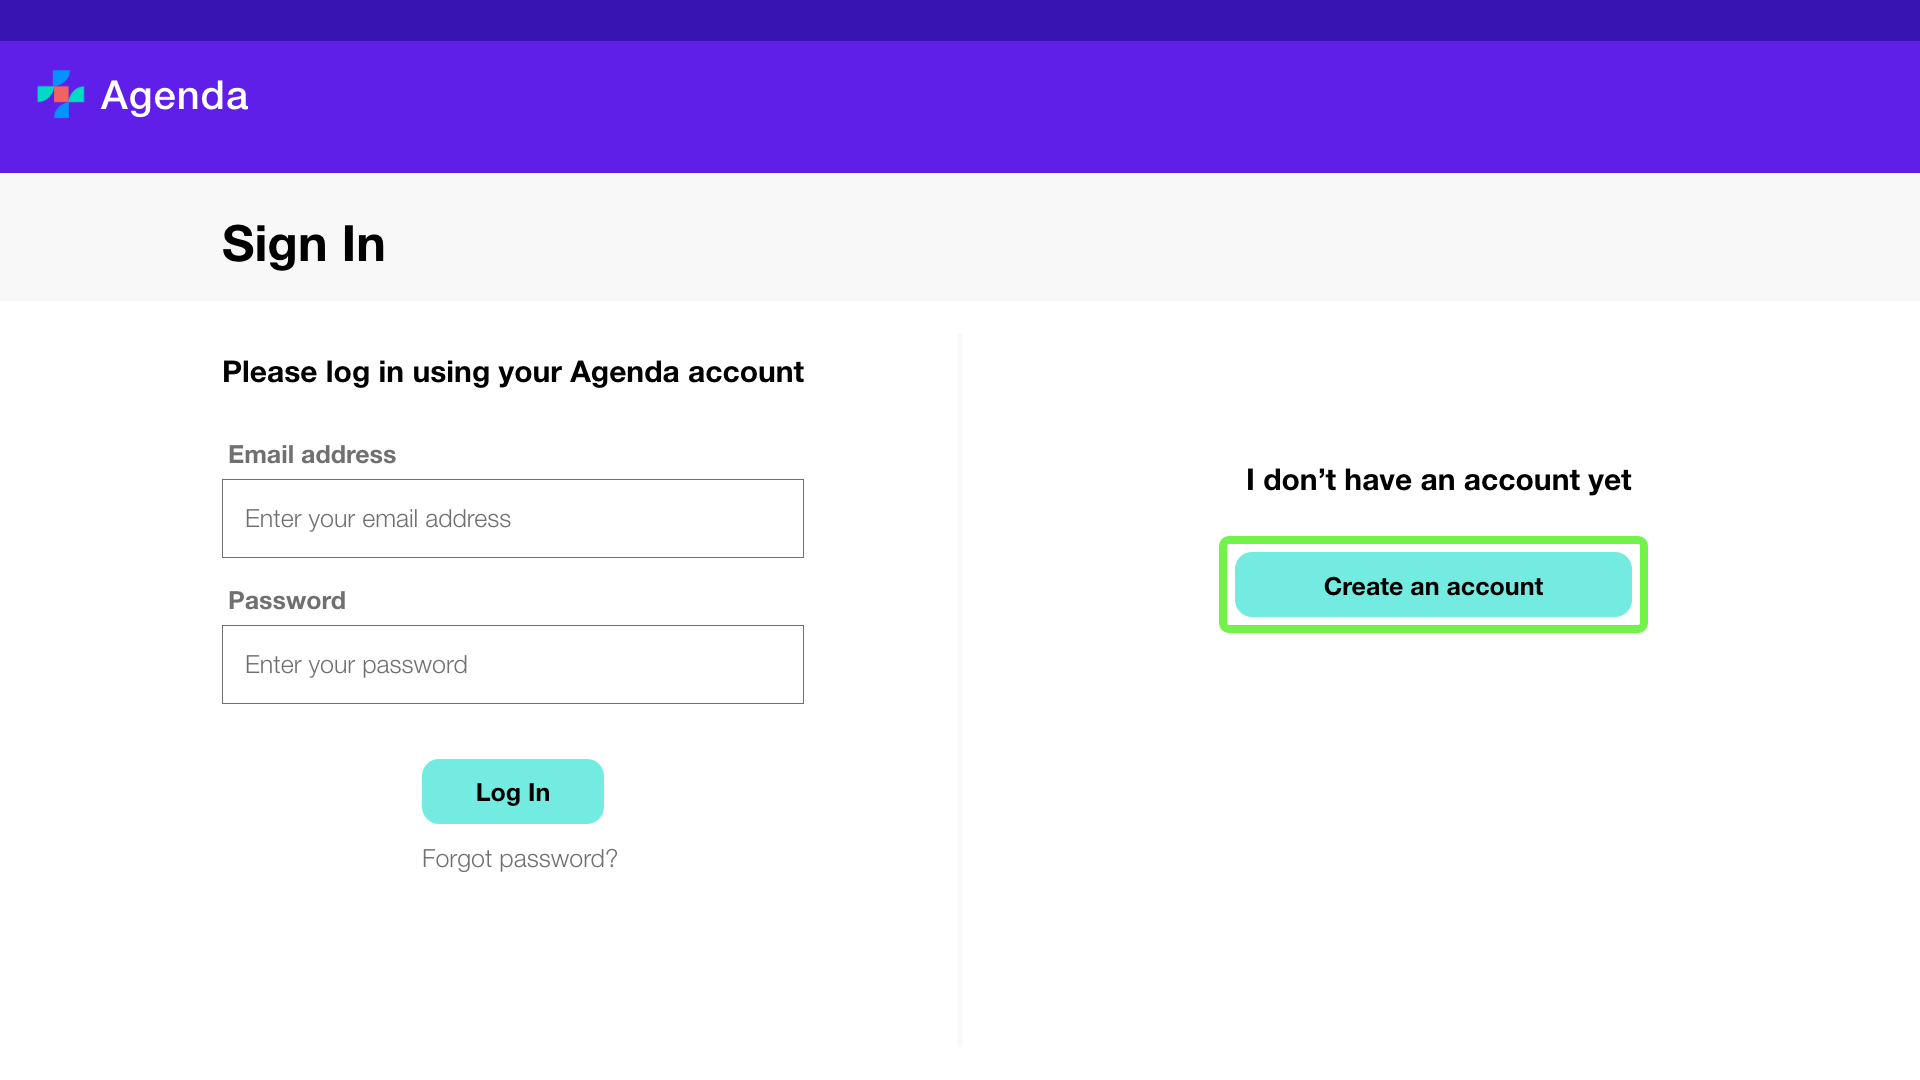 Agenda
Sign In
Please log in using your Agenda account
Email address
Enter your email address
Password
Enter your password
Log In
Forgot password?
I don’t have an account yet
Create an account